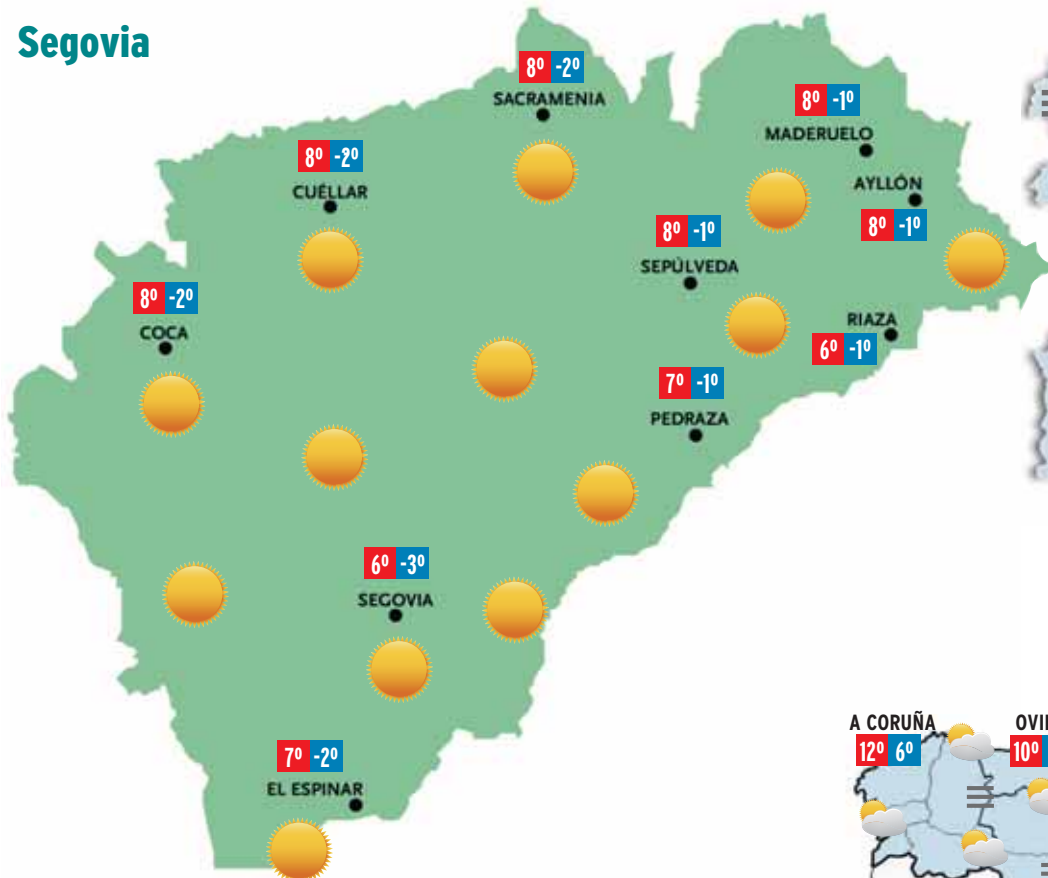 Segovia
8º -2º
SACRAMENIA
8º -1º
MADERUELO
8º -2º
CUÉLLAR
AYLLÓN
8º -1º
8º -1º
SEPÚLVEDA
8º -2º
COCA
RIAZA
6º -1º
7º -1º
PEDRAZA
6º -3º
SEGOVIA
7º -2º
EL ESPINAR
A CORUÑA
12º 6º
10º